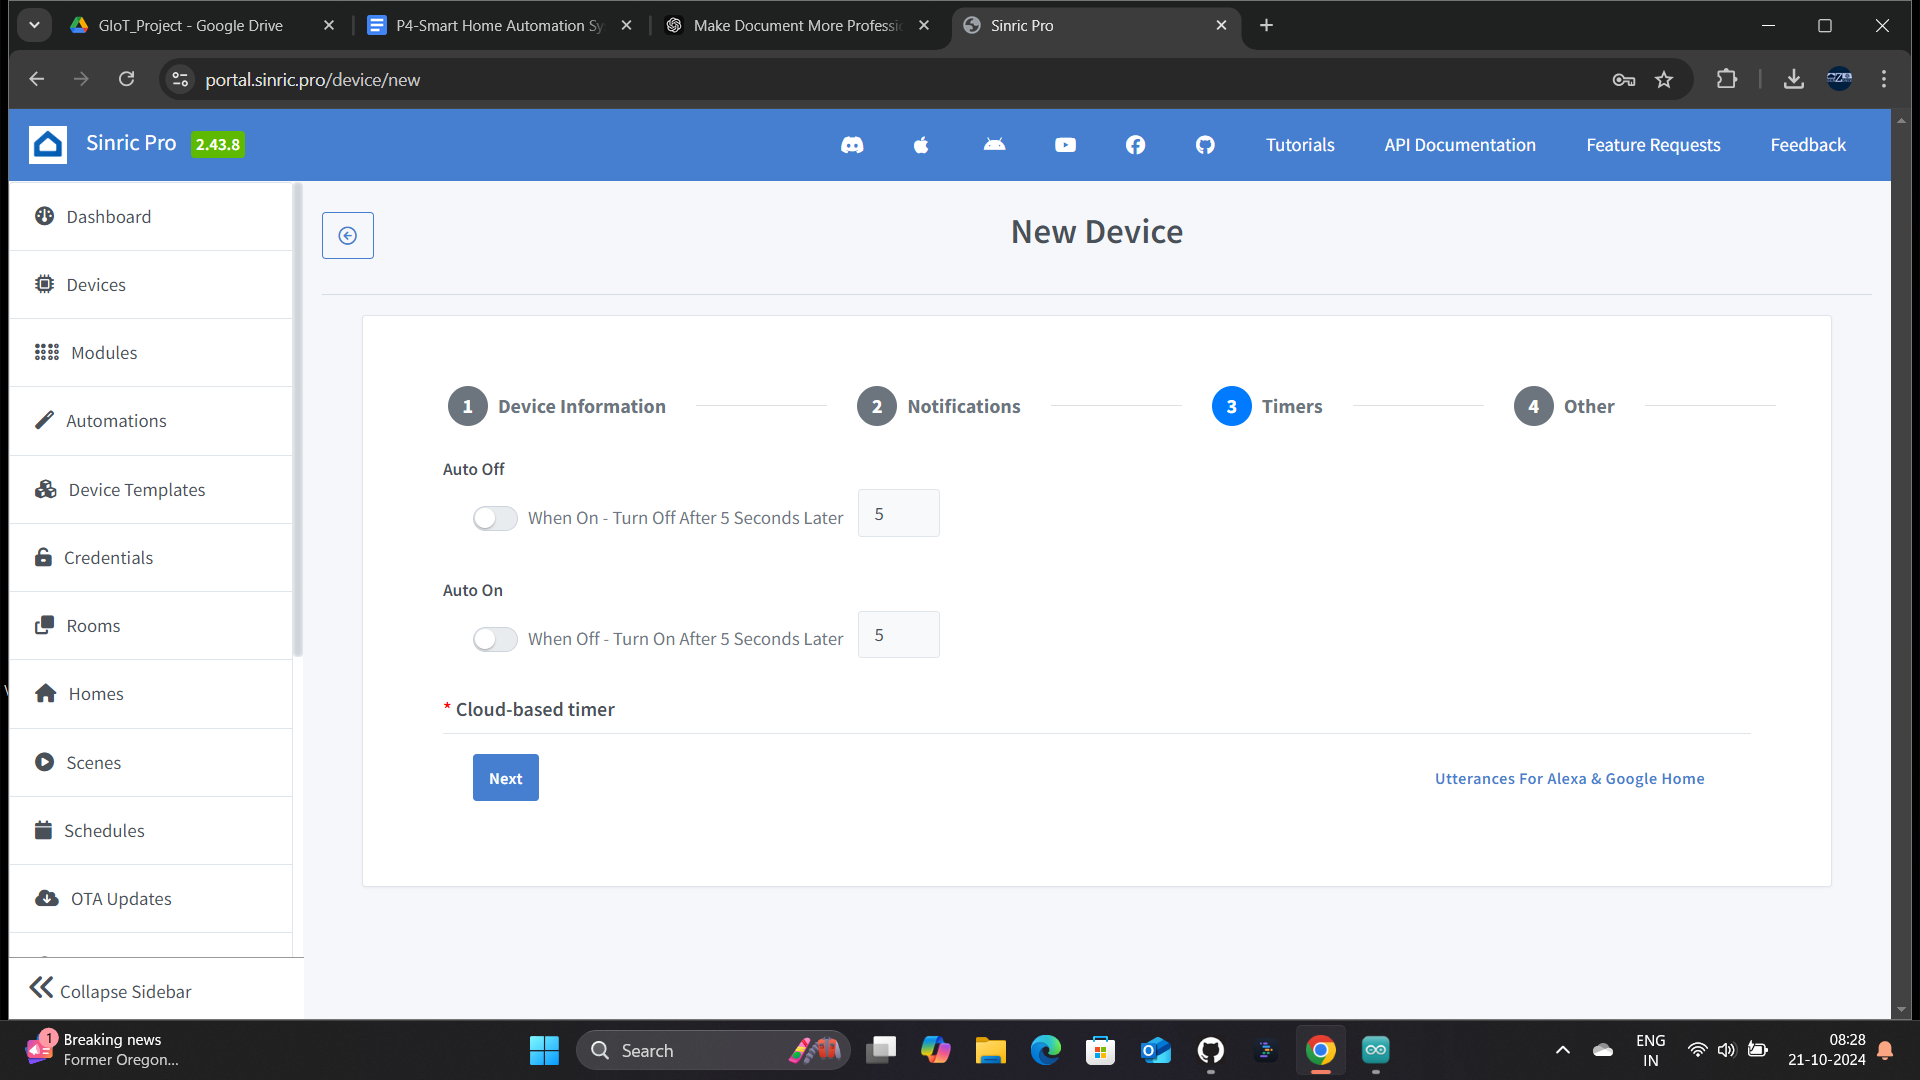 GIoT_Project - Google Drive
P4-Smart Home Automation Sy
Make Document More Professi
Sinric Pro
portal.sinric.pro/device/new
Sinric Pro 2.43.8
Tutorials
API Documentation
Feature Requests
Feedback
Dashboard
Devices
Modules
Automations
Device Templates
Credentials
Rooms
Homes
Scenes
Schedules
OTA Updates
Collapse Sidebar
New Device
1 Device Information
2 Notifications
3 Timers
4 Other
Auto Off
When On - Turn Off After 5 Seconds Later 5
Auto On
When Off - Turn On After 5 Seconds Later 5
* Cloud-based timer
Next
Utterances For Alexa & Google Home
1
Breaking news
Former Oregon...
Search
ENG
IN
08:28
21-10-2024